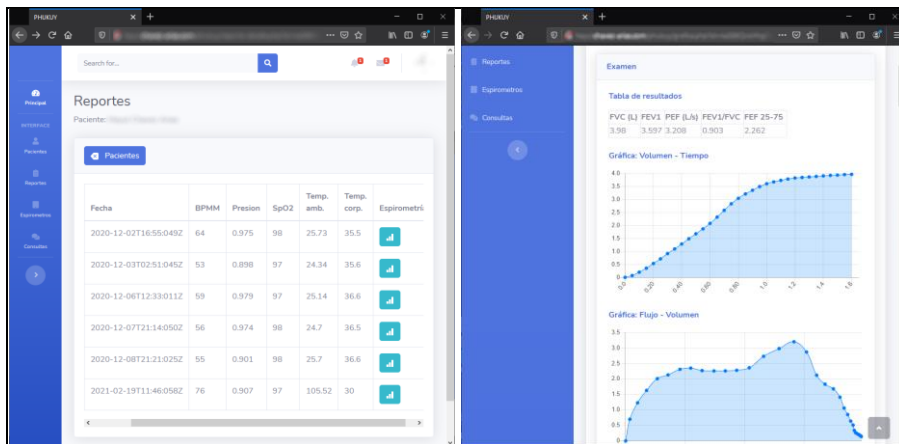 PHUKUY
Search for...
Principal
INTERFACE
Pacientes
Reportes
Espirometros
Consultas
Reportes
Paciente:
Pacientes
Fecha BPMM Presion SpO2 Temp. amb. Temp. corp. Espirometrí
2020-12-02T16:55:049Z 64 0.975 98 25.73 35.5
2020-12-03T02:51:045Z 53 0.898 97 24.34 35.6
2020-12-06T12:33:011Z 59 0.979 97 25.14 36.6
2020-12-07T21:14:050Z 56 0.974 98 24.7 36.5
2020-12-08T21:21:025Z 55 0.901 98 25.7 36.6
2021-02-19T11:46:058Z 76 0.907 97 105.52 30
PHUKUY
Reportes
Espirometros
Consultas
Examen
Tabla de resultados
FVC (L) FEV1 PEF (L/s) FEV1/FVC FEF 25-75
3.98 3.597 3.208 0.903 2.262
Gráfica: Volumen - Tiempo
4.0
3.5
3.0
2.5
2.0
1.5
1.0
0.5
0
0.0 0.20 0.40 0.60 0.80 1.0 1.2 1.4 1.6
Gráfica: Flujo - Volumen
3.5
3.0
2.5
2.0
1.5
1.0
0.5
0